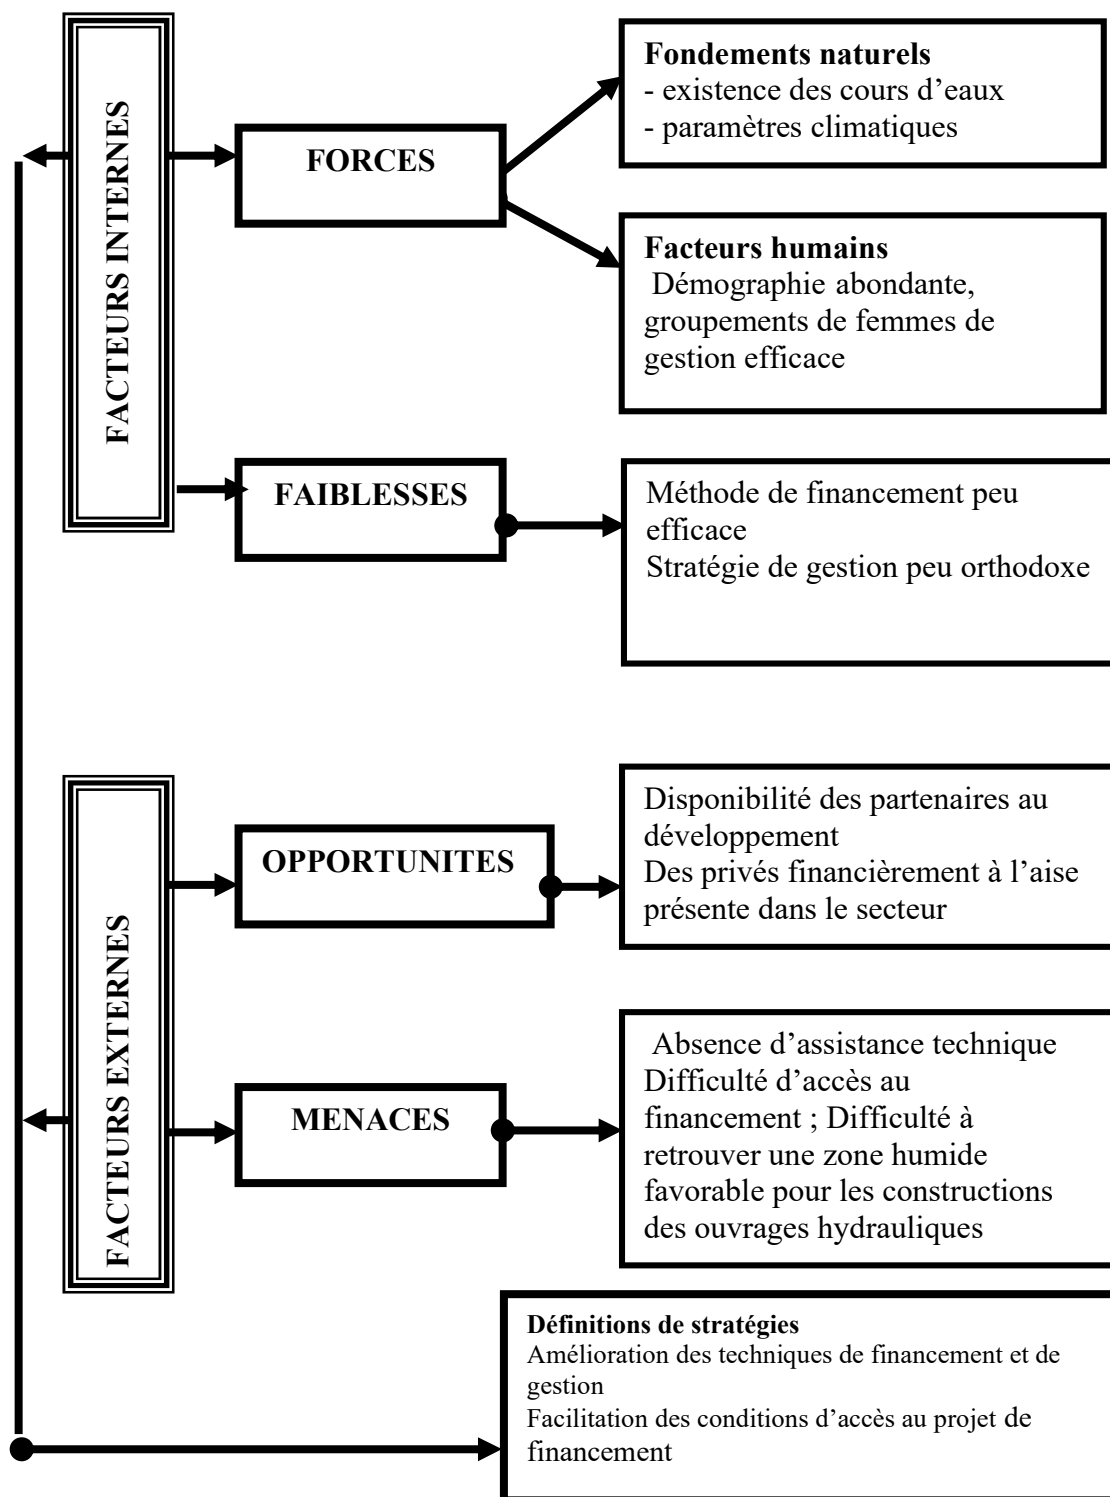 FACTEURS INTERNES
FORCES
Fondements naturels
- existence des cours d’eaux
- paramètres climatiques
Facteurs humains
Démographie abondante,
groupements de femmes de
gestion efficace
FAIBLESSES
Méthode de financement peu
efficace
Stratégie de gestion peu orthodoxe
FACTEURS EXTERNES
OPPORTUNITES
Disponibilité des partenaires au
développement
Des privés financièrement à l’aise
présente dans le secteur
MENACES
Absence d’assistance technique
Difficulté d’accès au
financement ; Difficulté à
retrouver une zone humide
favorable pour les constructions
des ouvrages hydrauliques
Définitions de stratégies
Amélioration des techniques de financement et de
gestion
Facilitation des conditions d’accès au projet de
financement